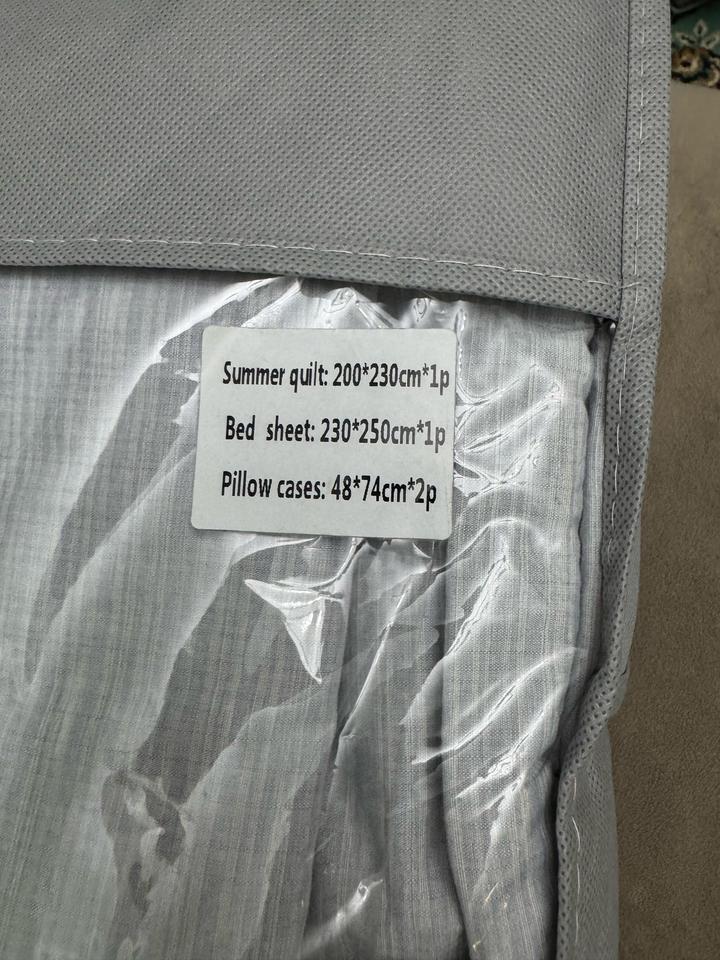 Summer quilt: 200*230cm*1p
Bed sheet: 230*250cm*1p
Pillow cases: 48*74cm*2p